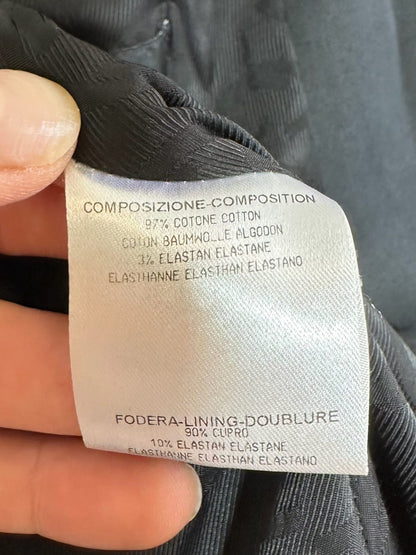 COMPOSIZIONE-COMPOSITION
97% COTONE COTTON
COTON BAUMWOLLE ALGODON
3% ELASTAN ELASTANE
ELASTHANNE ELASTHAN ELASTANO
FODERA-LINING-DOUBLURE
90% CUPRO
10% ELASTAN ELASTANE
ELASTHANNE ELASTHAN ELASTANO